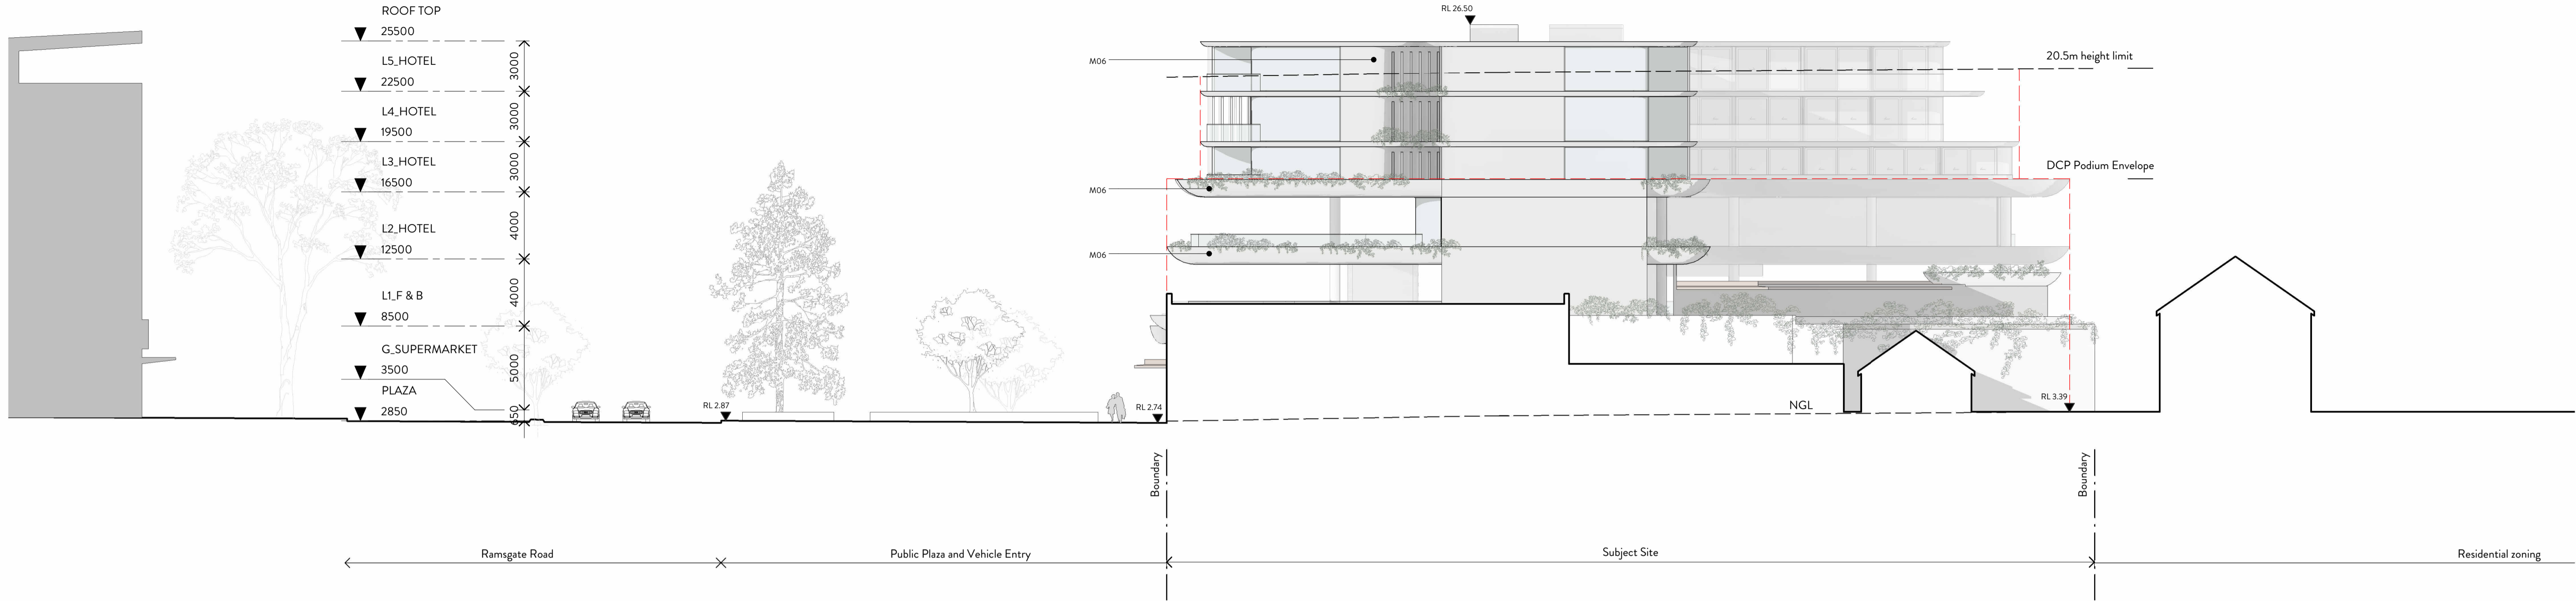 ROOF TOP
25500
L5_HOTEL
22500
L4_HOTEL
19500
L3_HOTEL
16500
L2_HOTEL
12500
L1_F & B
8500
G_SUPERMARKET
3500
PLAZA
2850
3000
3000
3000
4000
4000
5000
650
RL 2.87
RL 2.74
RL 26.50
M06
M06
M06
20.5m height limit
DCP Podium Envelope
NGL
RL 3.39
Boundary
Boundary
Ramsgate Road
Public Plaza and Vehicle Entry
Subject Site
Residential zoning